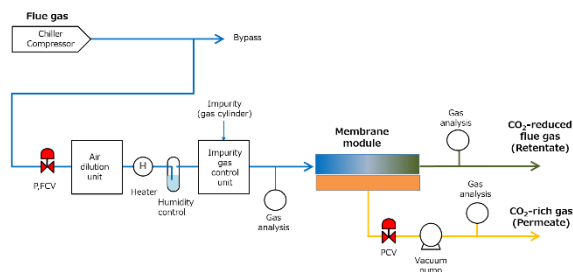 Flue gas
Chiller
Compressor
Bypass
Impurity
(gas cylinder)
Gas
analysis
CO2-reduced
flue gas
(Retentate)
Membrane
module
Air
dilution
unit
H
Impurity
gas
control
unit
P,FCV
Heater
Humidity
control
Gas
analysis
Gas
analysis
CO2-rich gas
(Permeate)
PCV
Vacuum
pump